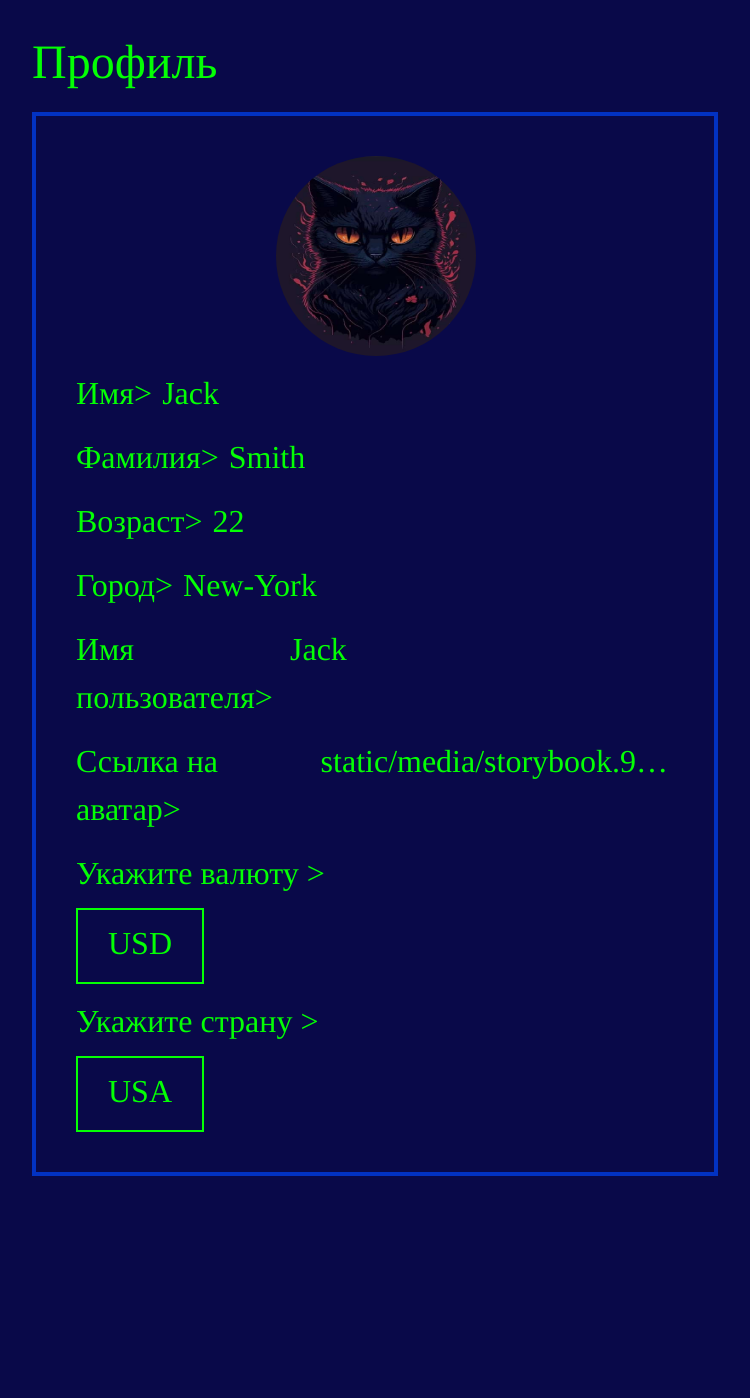 Профиль
Имя> Jack
Фамилия> Smith
Возраст> 22
Город> New-York
Имя пользователя> Jack
Ссылка на аватар> static/media/storybook.9…
Укажите валюту >
USD
Укажите страну >
USA